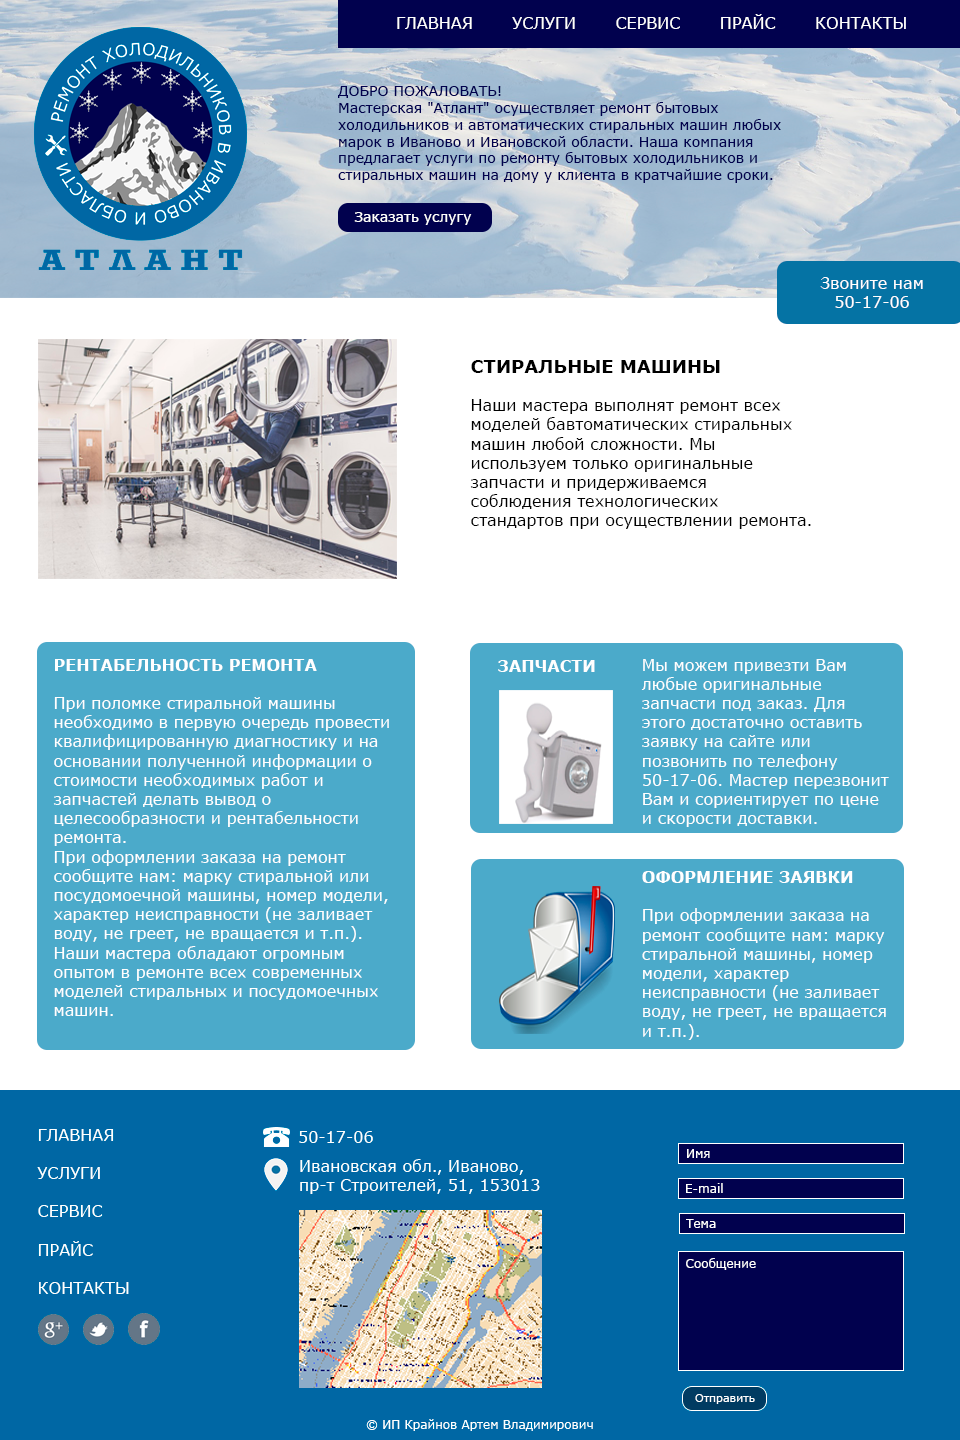 ГЛАВНАЯ УСЛУГИ СЕРВИС ПРАЙС КОНТАКТЫ
РЕМОНТ ХОЛОДИЛЬНИКОВ В ИВАНОВО И ОБЛАСТИ
АТЛАНТ
ДОБРО ПОЖАЛОВАТЬ!
Мастерская "Атлант" осуществляет ремонт бытовых
холодильников и автоматических стиральных машин любых
марок в Иваново и Ивановской области. Наша компания
предлагает услуги по ремонту бытовых холодильников и
стиральных машин на дому у клиента в кратчайшие сроки.
Заказать услугу
Звоните нам
50-17-06
СТИРАЛЬНЫЕ МАШИНЫ
Наши мастера выполнят ремонт всех
моделей бавтоматических стиральных
машин любой сложности. Мы
используем только оригинальные
запчасти и придерживаемся
соблюдения технологических
стандартов при осуществлении ремонта.
РЕНТАБЕЛЬНОСТЬ РЕМОНТА
При поломке стиральной машины
необходимо в первую очередь провести
квалифицированную диагностику и на
основании полученной информации о
стоимости необходимых работ и
запчастей делать вывод о
целесообразности и рентабельности
ремонта.
При оформлении заказа на ремонт
сообщите нам: марку стиральной или
посудомоечной машины, номер модели,
характер неисправности (не заливает
воду, не греет, не вращается и т.п.).
Наши мастера обладают огромным
опытом в ремонте всех современных
моделей стиральных и посудомоечных
машин.
ЗАПЧАСТИ
Мы можем привезти Вам
любые оригинальные
запчасти под заказ. Для
этого достаточно оставить
заявку на сайте или
позвонить по телефону
50-17-06. Мастер перезвонит
Вам и сориентирует по цене
и скорости доставки.
ОФОРМЛЕНИЕ ЗАЯВКИ
При оформлении заказа на
ремонт сообщите нам: марку
стиральной машины, номер
модели, характер
неисправности (не заливает
воду, не греет, не вращается
и т.п.).
ГЛАВНАЯ
УСЛУГИ
СЕРВИС
ПРАЙС
КОНТАКТЫ
g+ f
50-17-06
Ивановская обл., Иваново,
пр-т Строителей, 51, 153013
Имя
E-mail
Тема
Сообщение
Отправить
© ИП Крайнов Артем Владимирович